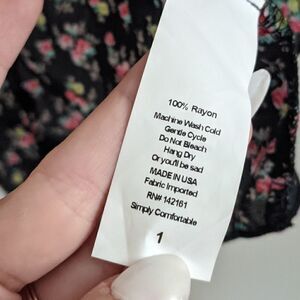 100% Rayon
Machine Wash Cold
Gentle Cycle
Do Not Bleach
Hang Dry
Or you'll be sad
MADE IN USA
Fabric Imported
RN# 142161
Simply Comfortable
1